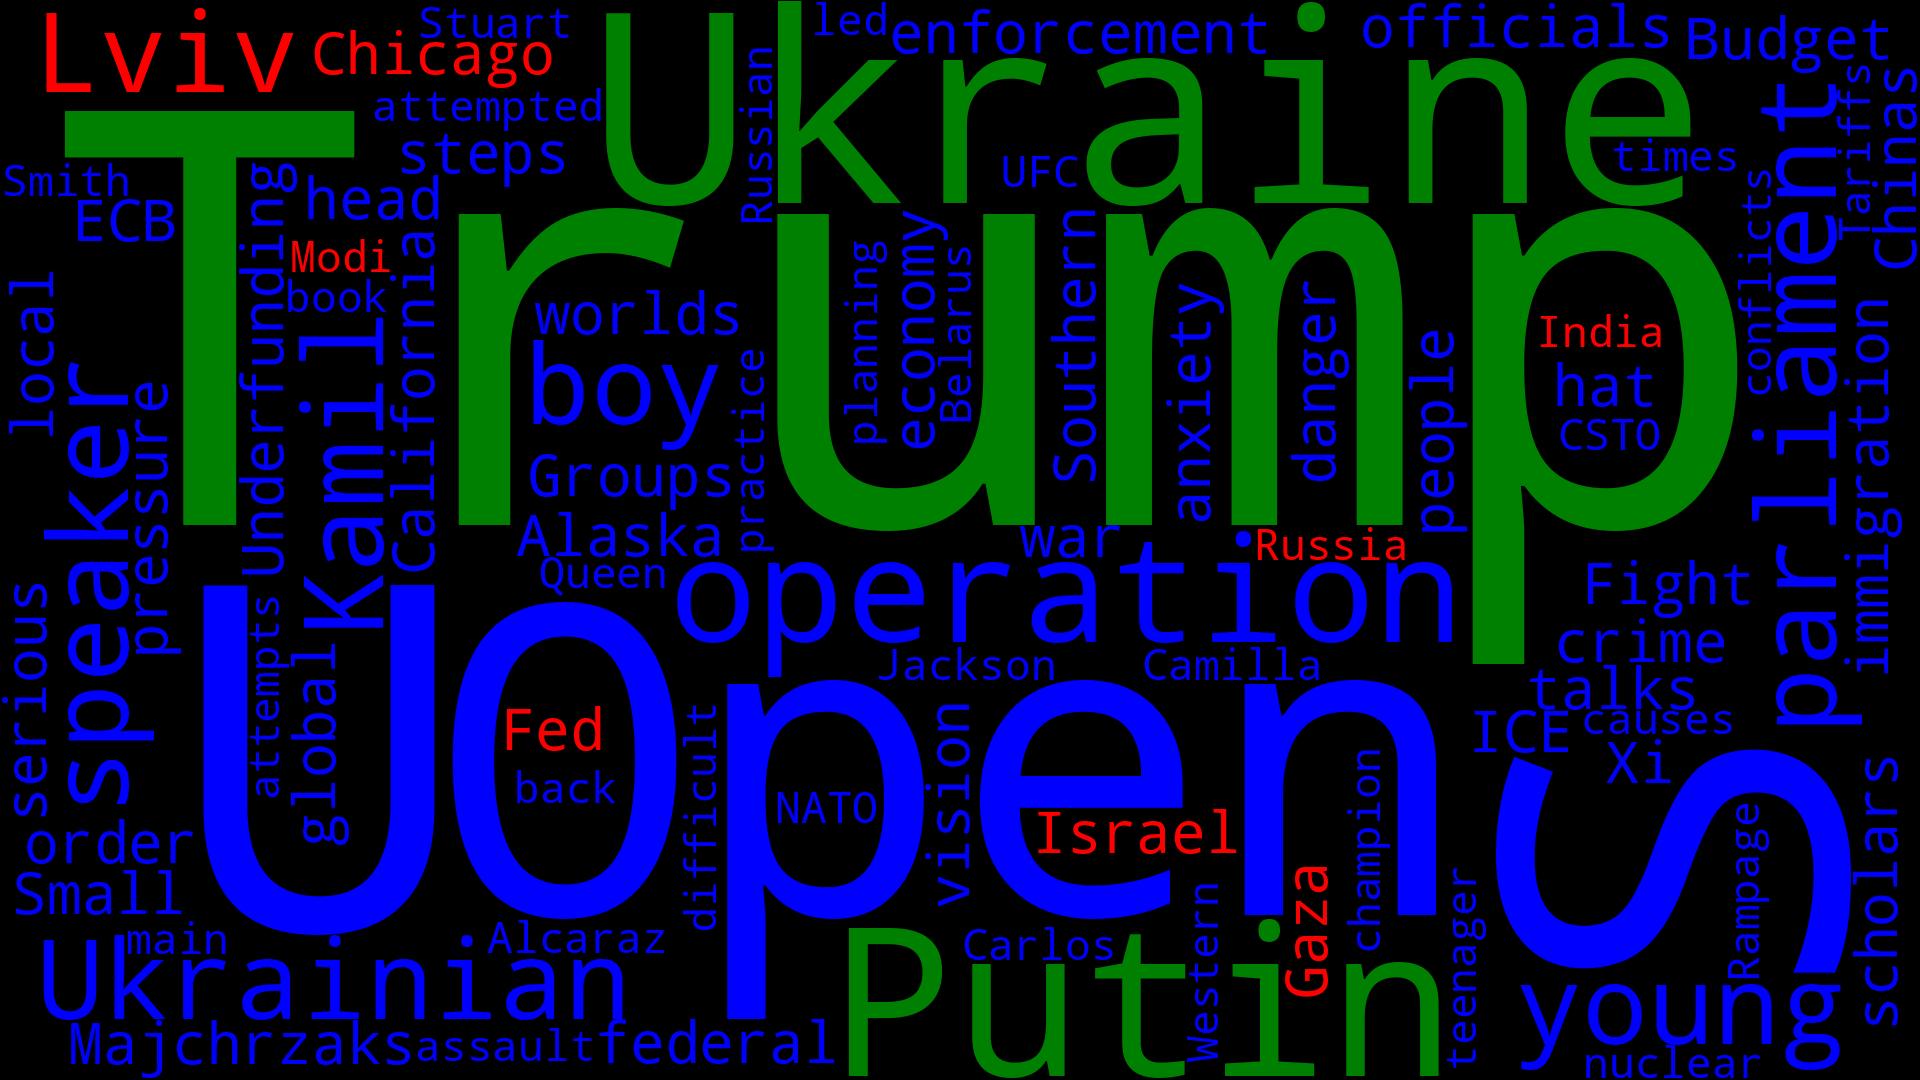 Lviv
Chicago
Stuart
led
enforcement
officials
Budget
Ukraine
attempted
steps
Russian
UFC
times
Tariffs
Chinas
Trump
Smith
ECB
head
Modi
book
Underfunding
California
Kamil
local
speaker
pressure
worlds
boy
Groups
practice
planning
economy
Belarus
Southern
anxiety
danger
people
India
hat
CSTO
conflicts
parliament
immigration
Alaska
Queen
war
Russia
operation
Fight
crime
talks
Jackson
Camilla
ICE
causes
Xi
serious
attempts
global
U
Open
S
Fed
back
difficult
NATO
vision
Israel
champion
Gaza
Western
teenager
Rampage
scholars
order
Small
main
Ukrainian
Alcaraz
Carlos
Putin
young
Majchrzaks
assault
federal
nuclear